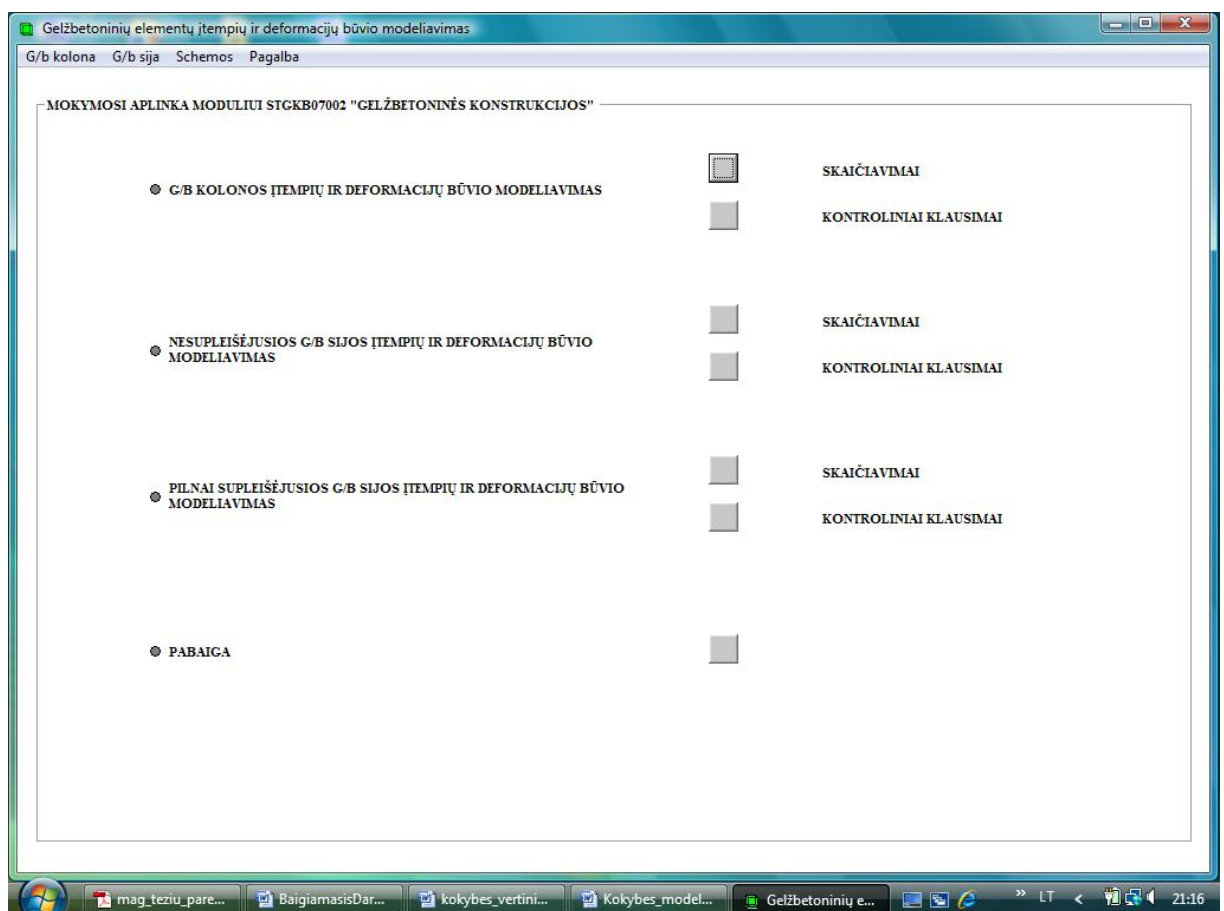 Gelžbetoninių elementų įtempių ir deformacijų būvio modeliavimas
G/b kolona G/b sija Schemos Pagalba
MOKYMOSI APLINKA MODULIUI STGKB07002 "GELŽBETONINĖS KONSTRUKCIJOS"
SKAIČIAVIMAI
G/B KOLONOS ĮTEMPIŲ IR DEFORMACIJŲ BŪVIO MODELIAVIMAS
KONTROLINIAI KLAUSIMAI
SKAIČIAVIMAI
NESUPLEIŠĖJUSIOS G/B SIJOS ĮTEMPIŲ IR DEFORMACIJŲ BŪVIO
MODELIAVIMAS
KONTROLINIAI KLAUSIMAI
SKAIČIAVIMAI
PILNAI SUPLEIŠĖJUSIOS G/B SIJOS ĮTEMPIŲ IR DEFORMACIJŲ BŪVIO
MODELIAVIMAS
KONTROLINIAI KLAUSIMAI
PABAIGA
mag_teziu_pare... BaigiamasisDar... kokybes_vertini... Kokybes_model... Gelžbetoninių e... » LT < 21:16